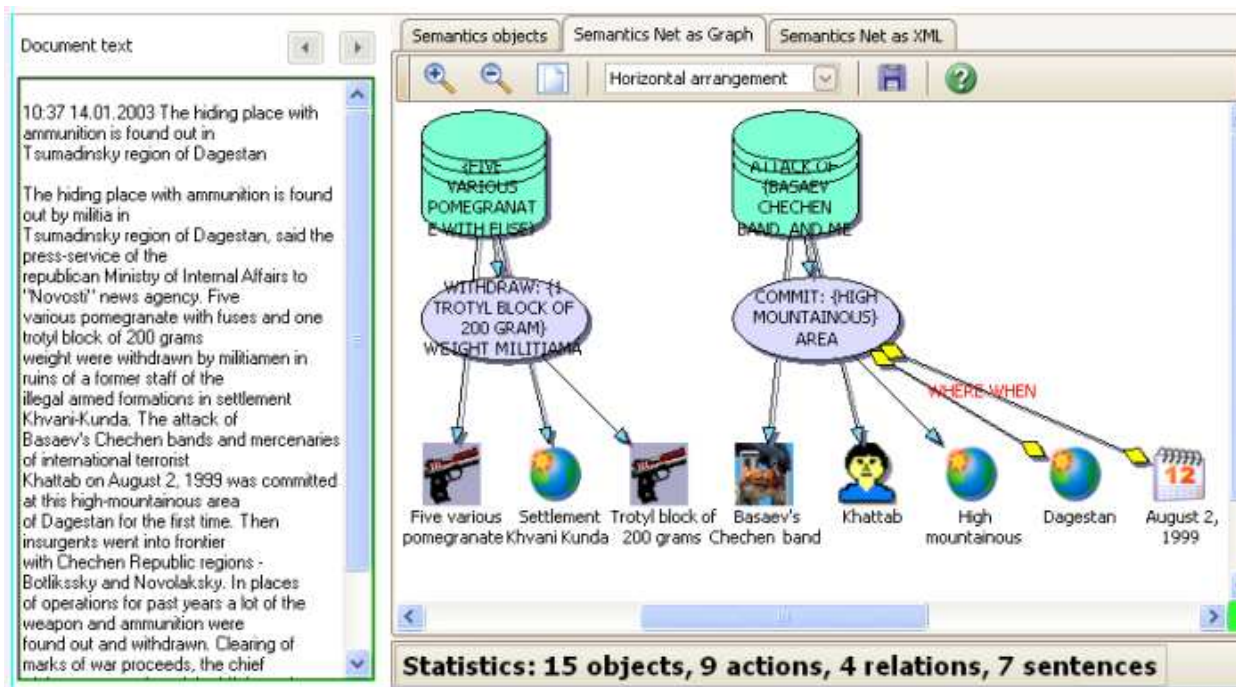 Document text
10:37 14.01.2003 The hiding place with
ammunition is found out in
Tsumadinsky region of Dagestan
The hiding place with ammunition is found
out by militia in
Tsumadinsky region of Dagestan, said the
press-service of the
republican Ministry of Internal Affairs to
"Novosti" news agency. Five
various pomegranate with fuses and one
trotyl block of 200 grams
weight were withdrawn by militiamen in
ruins of a former staff of the
illegal armed formations in settlement
Khvani-Kunda. The attack of
Basaev's Chechen bands and mercenaries
of international terrorist
Khattab on August 2, 1999 was committed
at this high-mountainous area
of Dagestan for the first time. Then
insurgents went into frontier
with Chechen Republic regions -
Botlikssky and Novolaksky. In places
of operations for past years a lot of the
weapon and ammunition were
found out and withdrawn. Clearing of
marks of war proceeds, the chief
Semantics objects
Semantics Net as Graph
Semantics Net as XML
Horizontal arrangement
{FIVE
VARIOUS
POMEGRANAT
E WITH FUSE}
ATTACK OF
{BASAEV
CHECHEN
BAND, AND ME
WITHDRAW: {1
TROTYL BLOCK OF
200 GRAM}
WEIGHT MILITIAMA
COMMIT: {HIGH
MOUNTAINOUS}
AREA
WHERE WHEN
12
Five various
pomegranate
Settlement
Khvani Kunda
Trotyl block of
200 grams
Basaev's
Chechen band
Khattab
High
mountainous
Dagestan
August 2,
1999
Statistics: 15 objects, 9 actions, 4 relations, 7 sentences